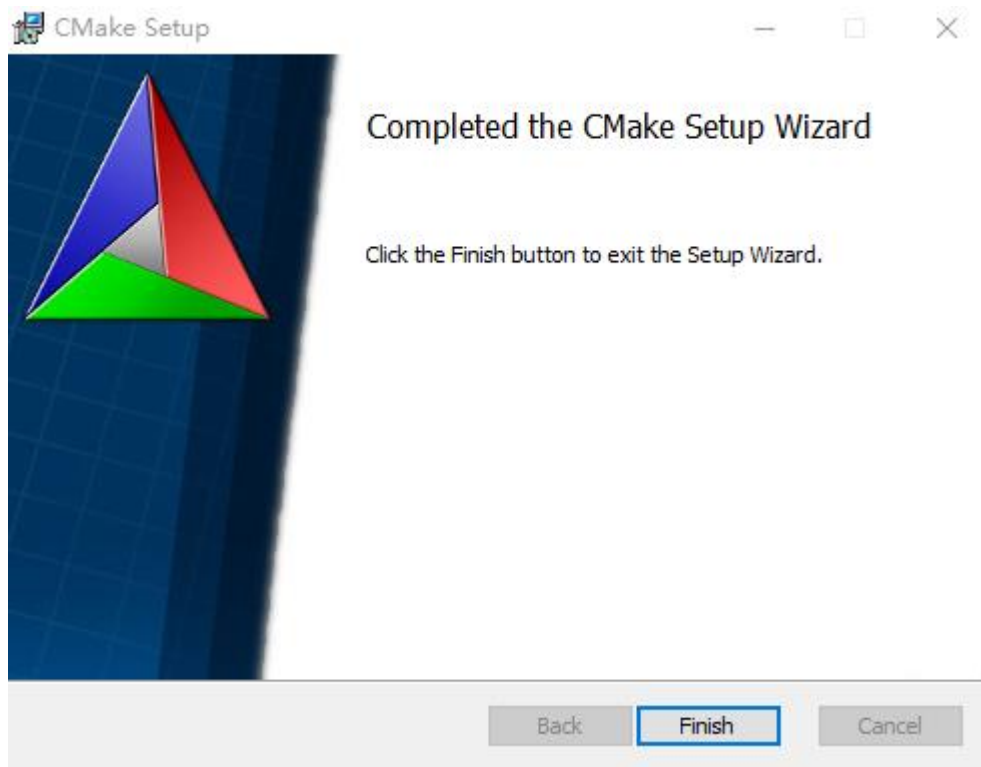 CMake Setup
Completed the CMake Setup Wizard
Click the Finish button to exit the Setup Wizard.
Back
Finish
Cancel